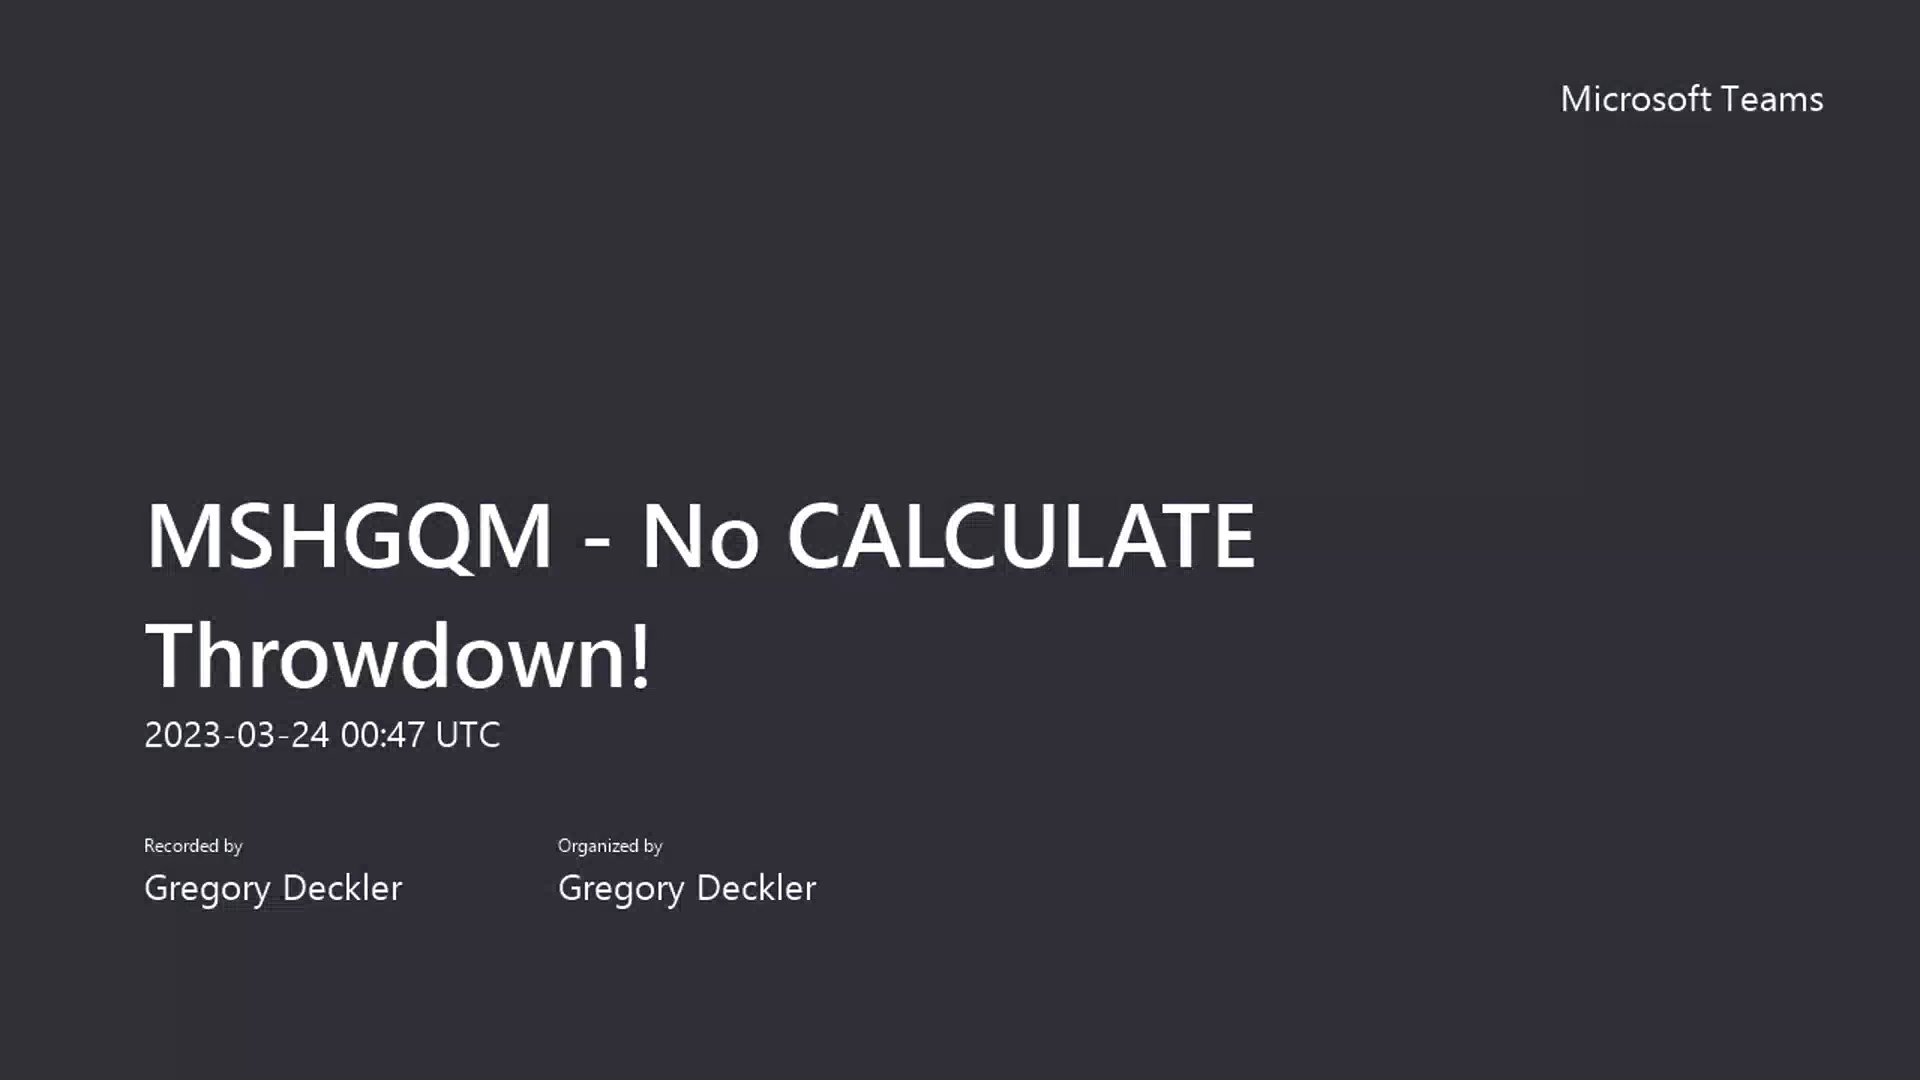 Microsoft Teams
MSHGQM - No CALCULATE
Throwdown!
2023-03-24 00:47 UTC
Recorded by
Gregory Deckler
Organized by
Gregory Deckler